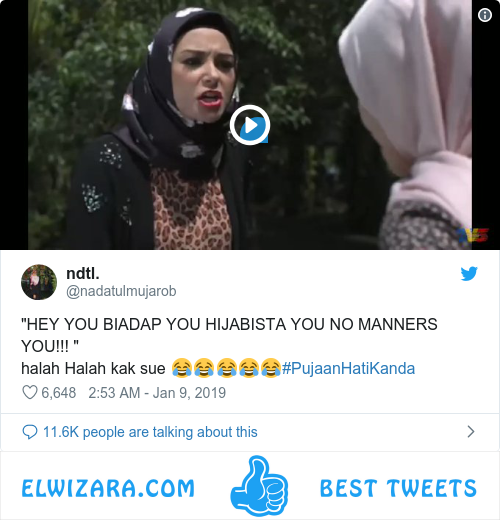 ndtl.
@nadatulmujarob
"HEY YOU BIADAP YOU HIJABISTA YOU NO MANNERS
YOU!!! "
halah Halah kak sue 😂😂😂😂😂#PujaanHatiKanda
6,648 2:53 AM - Jan 9, 2019
11.6K people are talking about this
ELWIZARA.COM BEST TWEETS